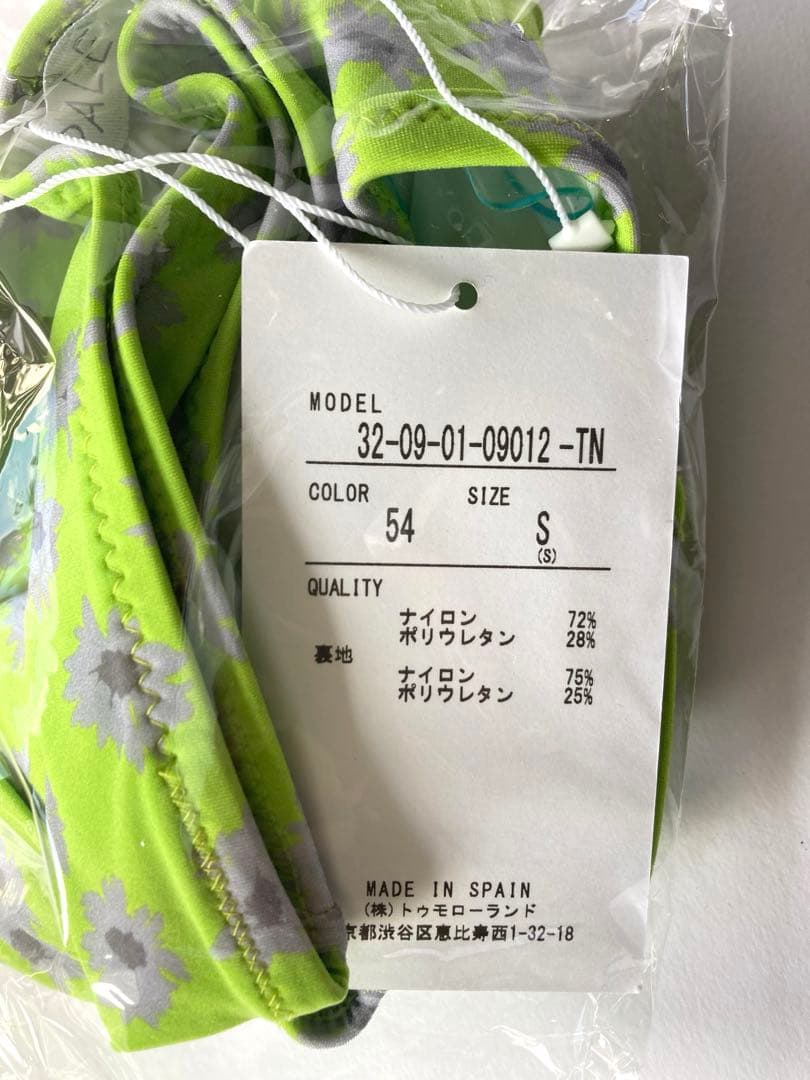 PALE
MODEL
32-09-01-09012-TN
COLOR SIZE
54 S
(S)
QUALITY
ナイロン 72%
ポリウレタン 28%
裏地
ナイロン 75%
ポリウレタン 25%
MADE IN SPAIN
(株)トゥモローランド
京都渋谷区恵比寿西1-32-18